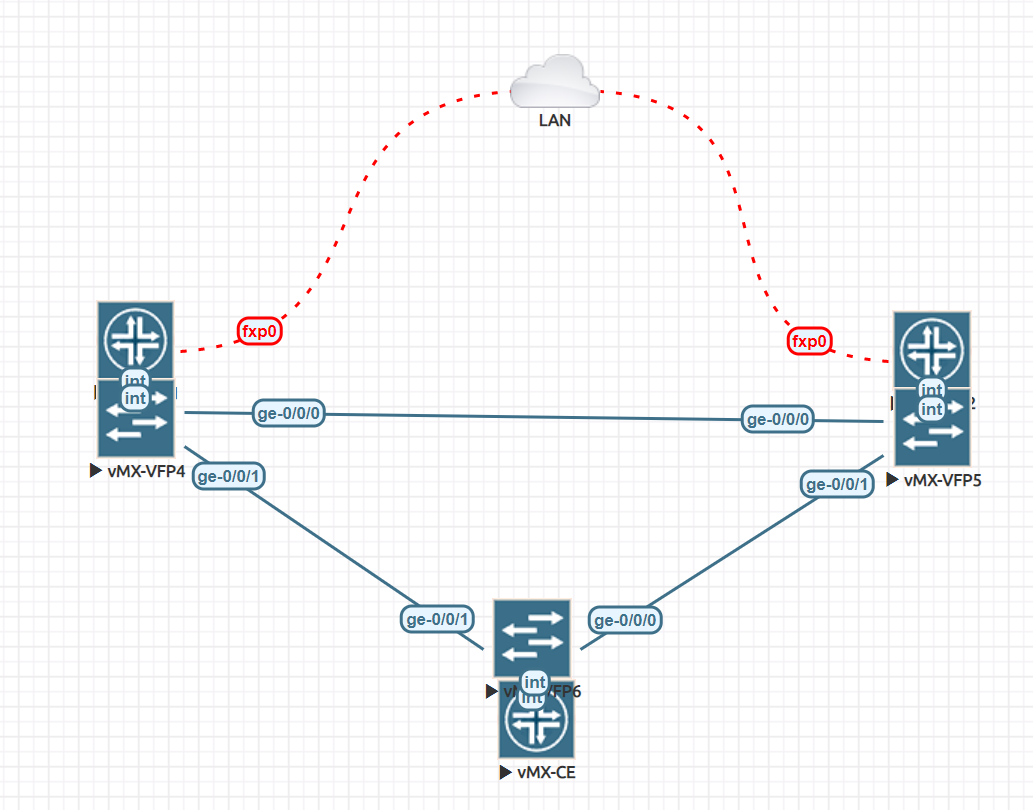 LAN
fxp0
fxp0
int
int
int
int
ge-0/0/0
ge-0/0/0
vMX-VFP4
ge-0/0/1
ge-0/0/1
vMX-VFP5
ge-0/0/1
ge-0/0/0
int
int
vMX-CE